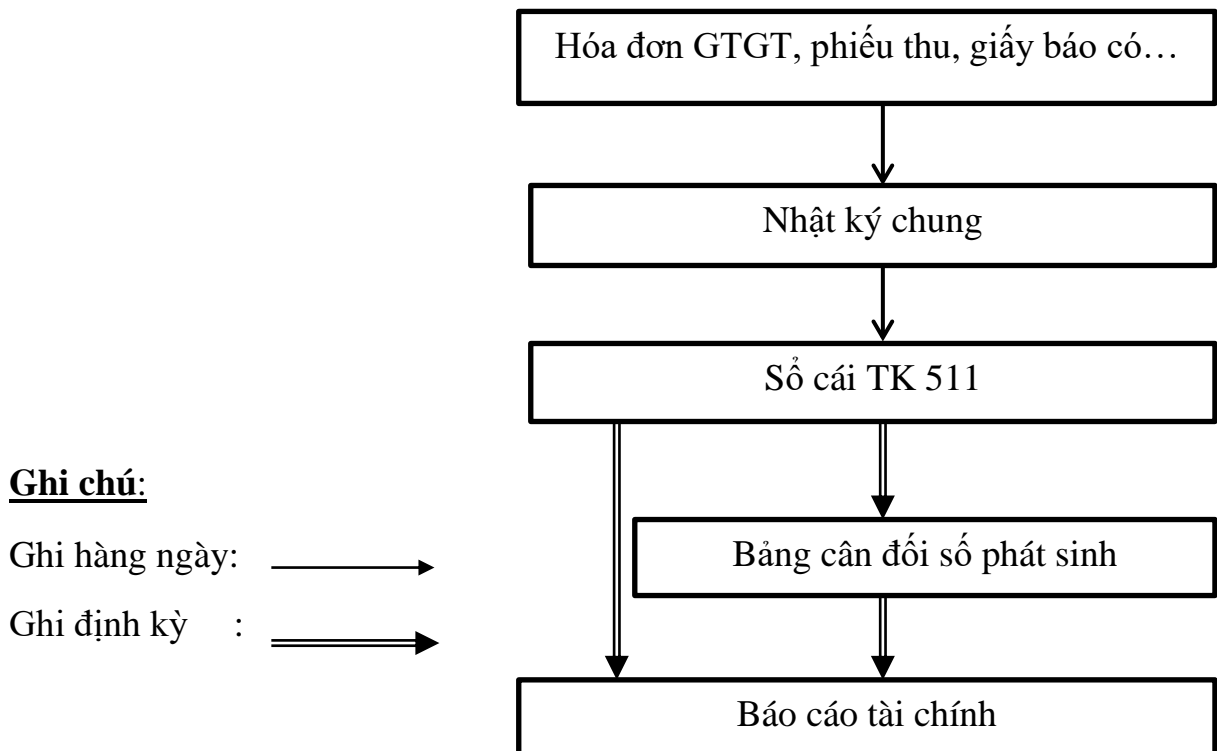 Hóa đơn GTGT, phiếu thu, giấy báo có…
Nhật ký chung
Sổ cái TK 511
Ghi chú:
Ghi hàng ngày:
Bảng cân đối số phát sinh
Ghi định kỳ :
Báo cáo tài chính